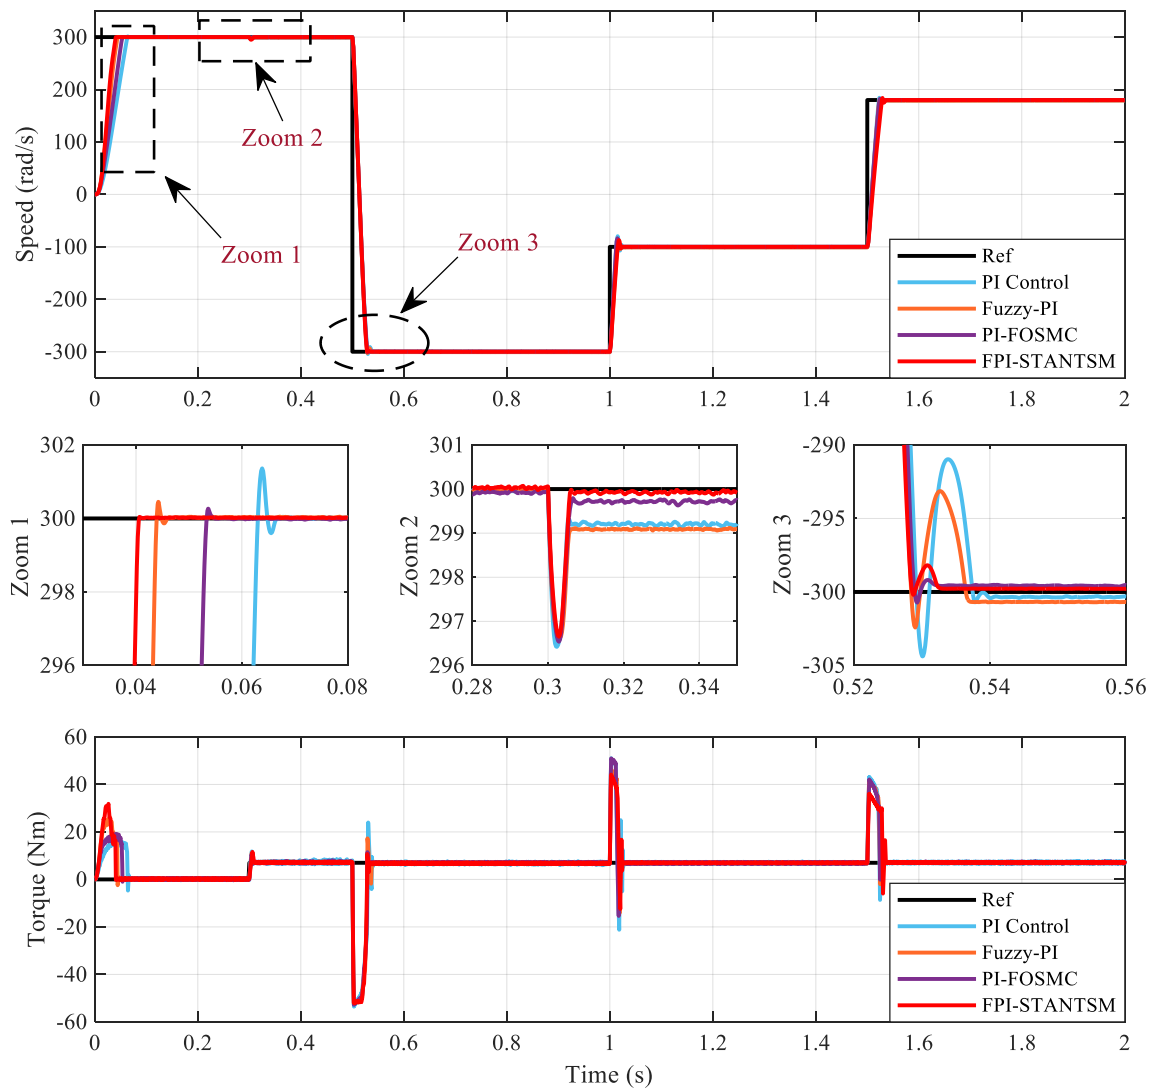 300
200
100
0
-100
-200
-300
Speed (rad/s)
Zoom 2
Zoom 1
Zoom 3
Ref
PI Control
Fuzzy-PI
PI-FOSMC
FPI-STANTSM
0 0.2 0.4 0.6 0.8 1 1.2 1.4 1.6 1.8 2
302
300
298
296
Zoom 1
0.04 0.06 0.08
301
300
299
298
297
296
Zoom 2
0.28 0.3 0.32 0.34
-290
-295
-300
-305
Zoom 3
0.52 0.54 0.56
60
40
20
0
-20
-40
-60
Torque (Nm)
Ref
PI Control
Fuzzy-PI
PI-FOSMC
FPI-STANTSM
0 0.2 0.4 0.6 0.8 1 1.2 1.4 1.6 1.8 2
Time (s)